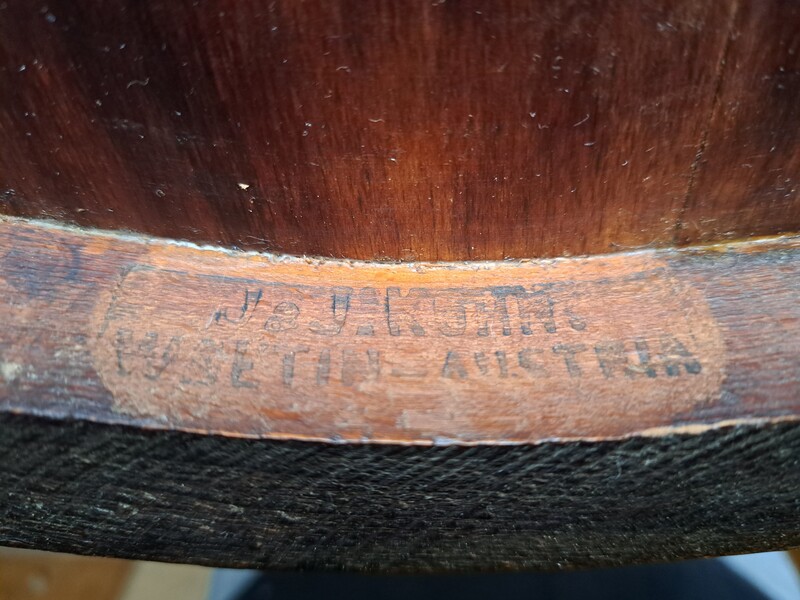 J & J. KOHN.
WSETIN–AUSTRIA